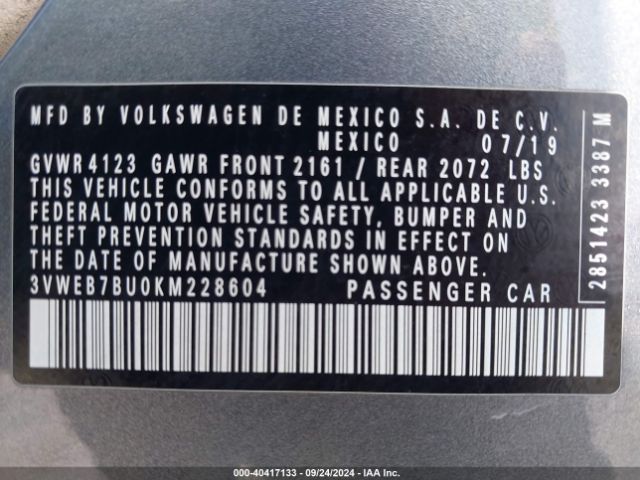 MFD BY VOLKSWAGEN DE MEXICO S.A. DE C.V.
MEXICO 07/19
GVWR 4123 GAWR FRONT 2161 / REAR 2072 LBS
THIS VEHICLE CONFORMS TO ALL APPLICABLE U.S.
FEDERAL MOTOR VEHICLE SAFETY, BUMPER AND
THEFT PREVENTION STANDARDS IN EFFECT ON
THE DATE OF MANUFACTURE SHOWN ABOVE.
3VWEB7BU0KM228604 PASSENGER CAR
2851423 3387 M
000-40417133 - 09/24/2024 - COPYRIGHT IAA